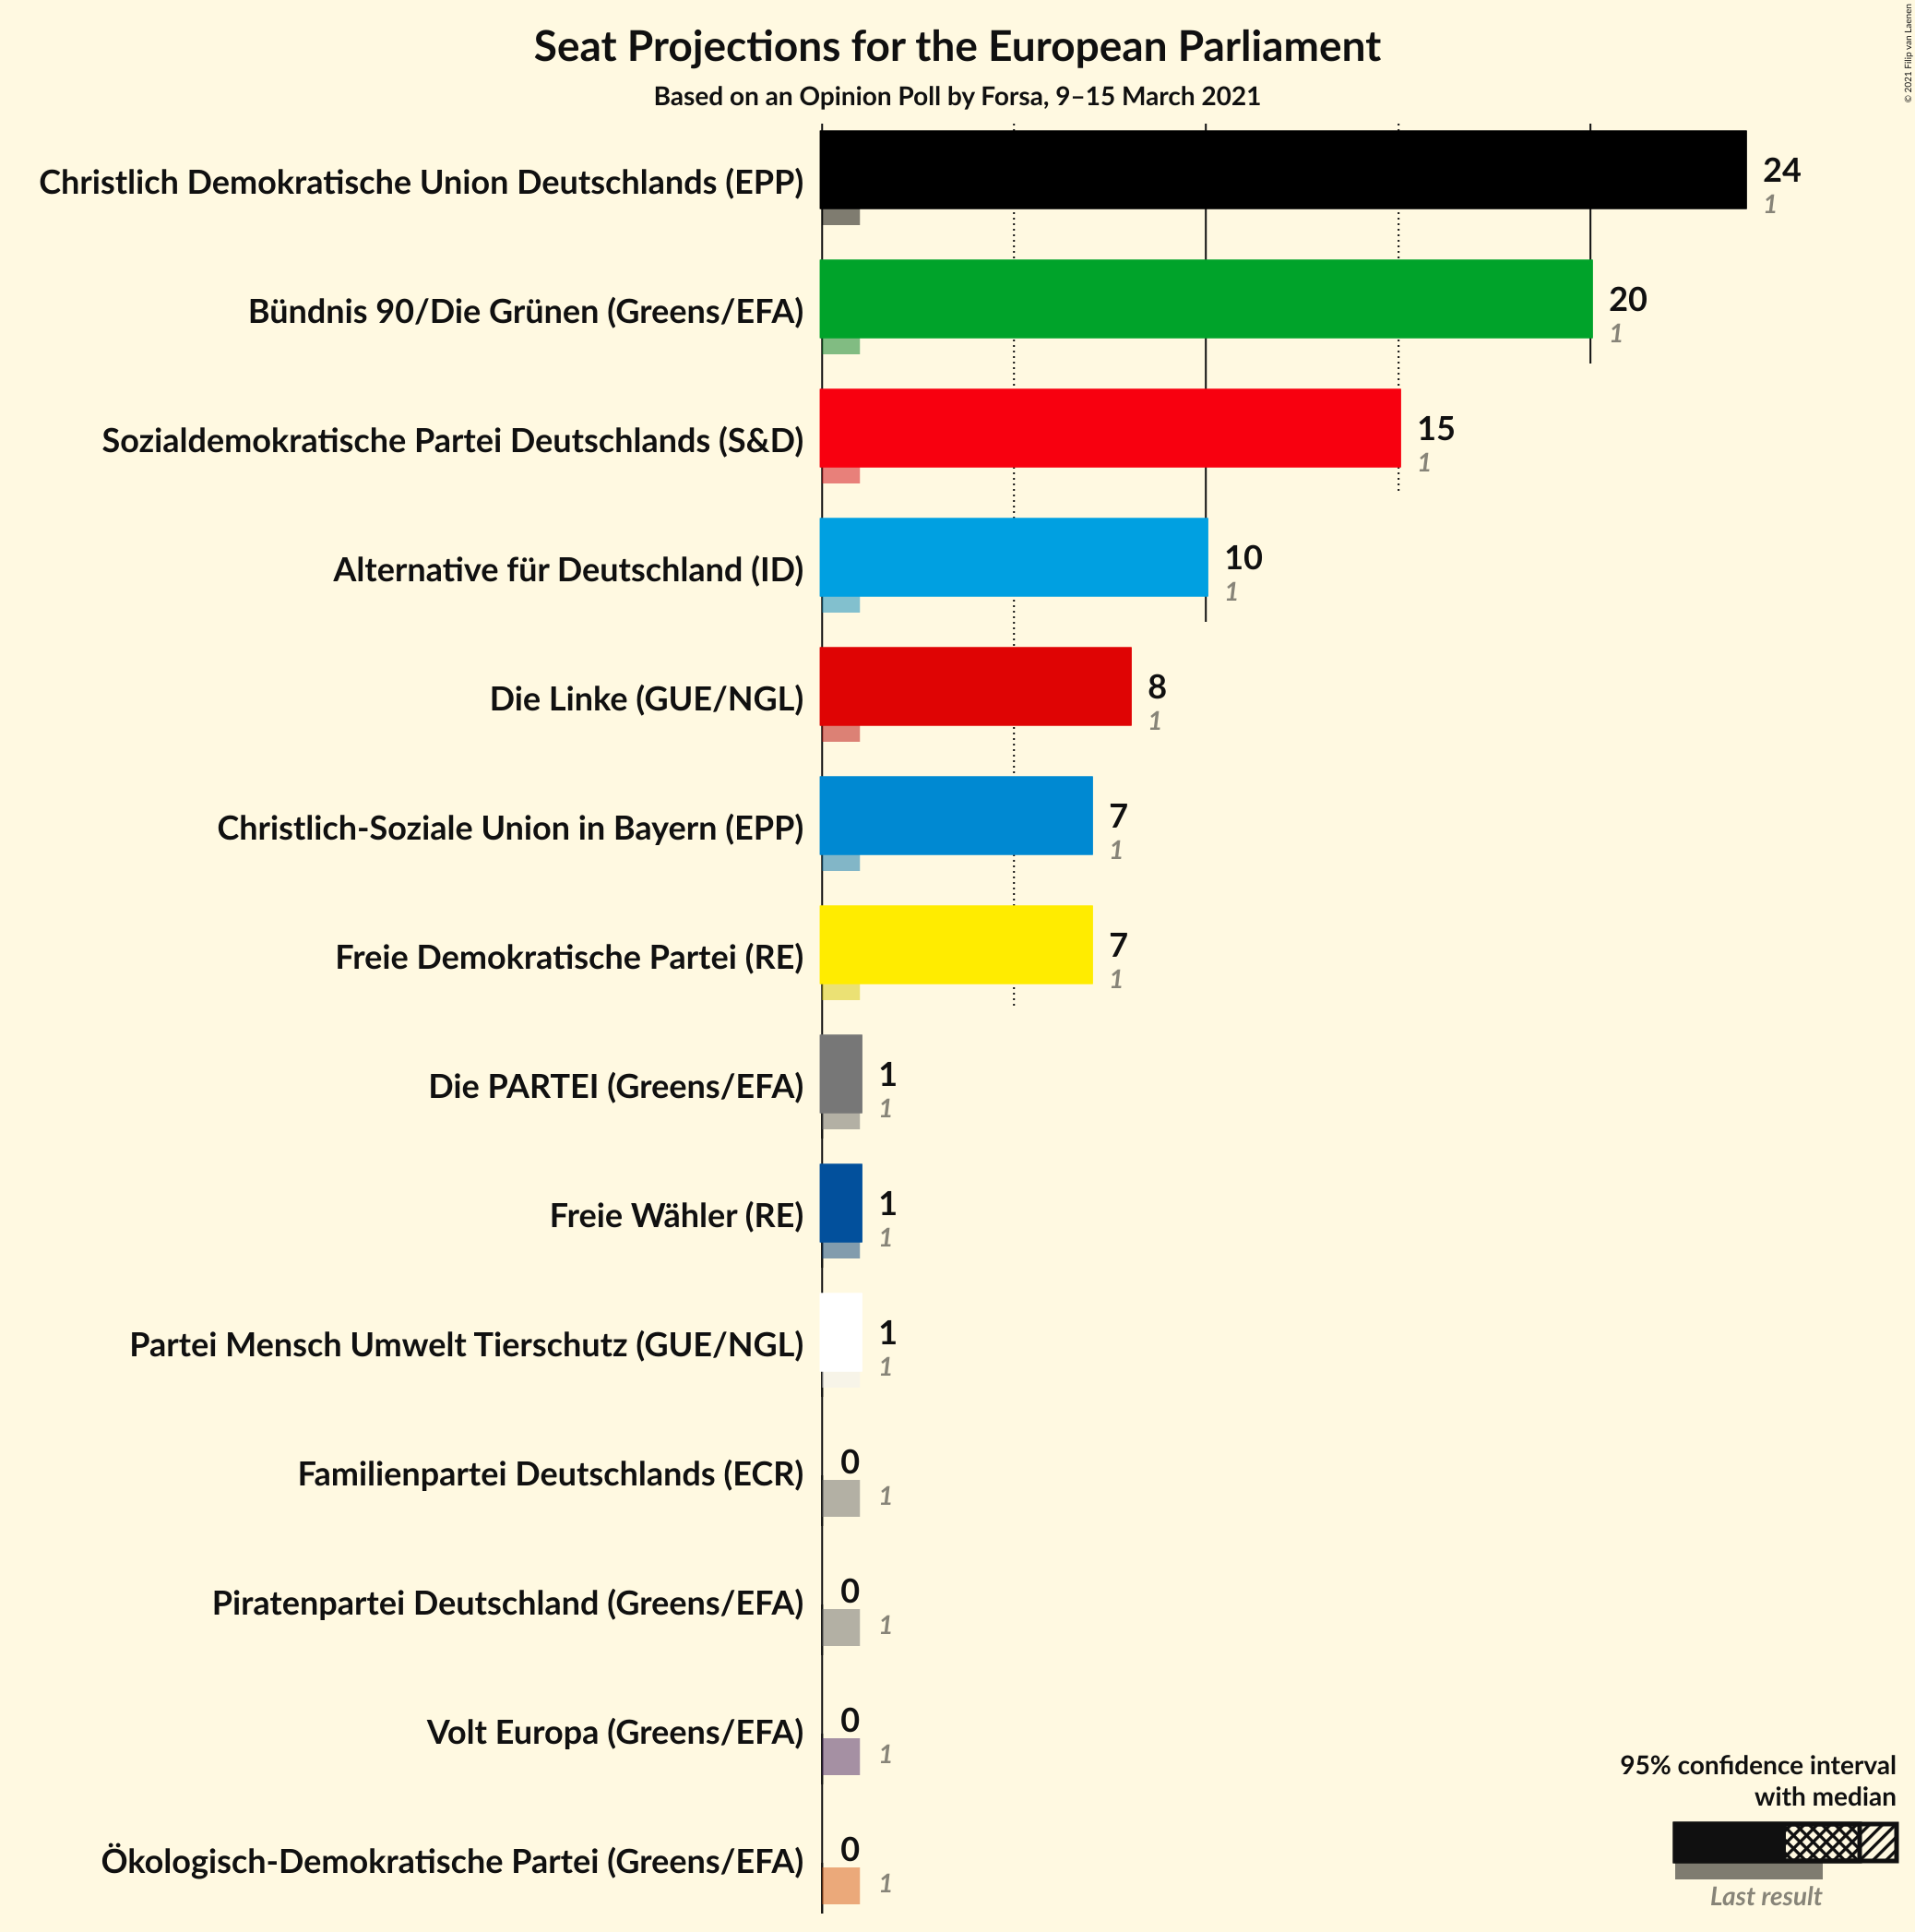 Seat Projections for the European Parliament
Based on an Opinion Poll by Forsa, 9–15 March 2021
© 2021 Filip van Laenen
Christlich Demokratische Union Deutschlands (EPP)
24
1
Bündnis 90/Die Grünen (Greens/EFA)
20
1
Sozialdemokratische Partei Deutschlands (S&D)
15
1
Alternative für Deutschland (ID)
10
1
Die Linke (GUE/NGL)
8
1
Christlich-Soziale Union in Bayern (EPP)
7
1
Freie Demokratische Partei (RE)
7
1
Die PARTEI (Greens/EFA)
1
1
Freie Wähler (RE)
1
1
Partei Mensch Umwelt Tierschutz (GUE/NGL)
1
1
Familienpartei Deutschlands (ECR)
0
1
Piratenpartei Deutschland (Greens/EFA)
0
1
Volt Europa (Greens/EFA)
0
1
Ökologisch-Demokratische Partei (Greens/EFA)
0
1
95% confidence interval
with median
Last result